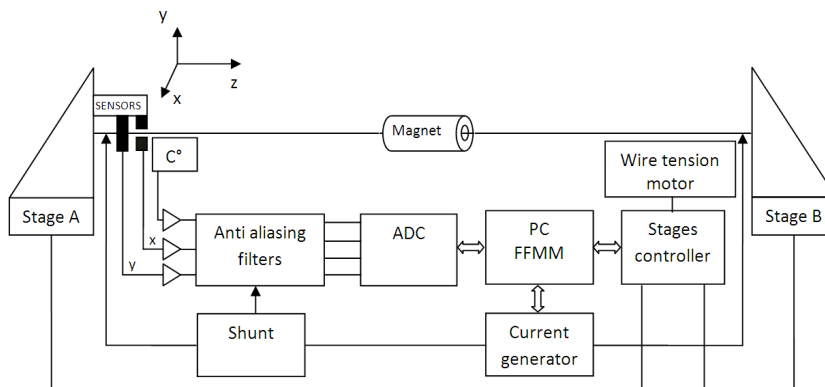 y
SENSORS
x
z
Magnet
C°
Wire tension
motor
Stage A
Stage B
x
y
Anti aliasing
filters
ADC
PC
FFMM
Stages
controller
Shunt
Current
generator